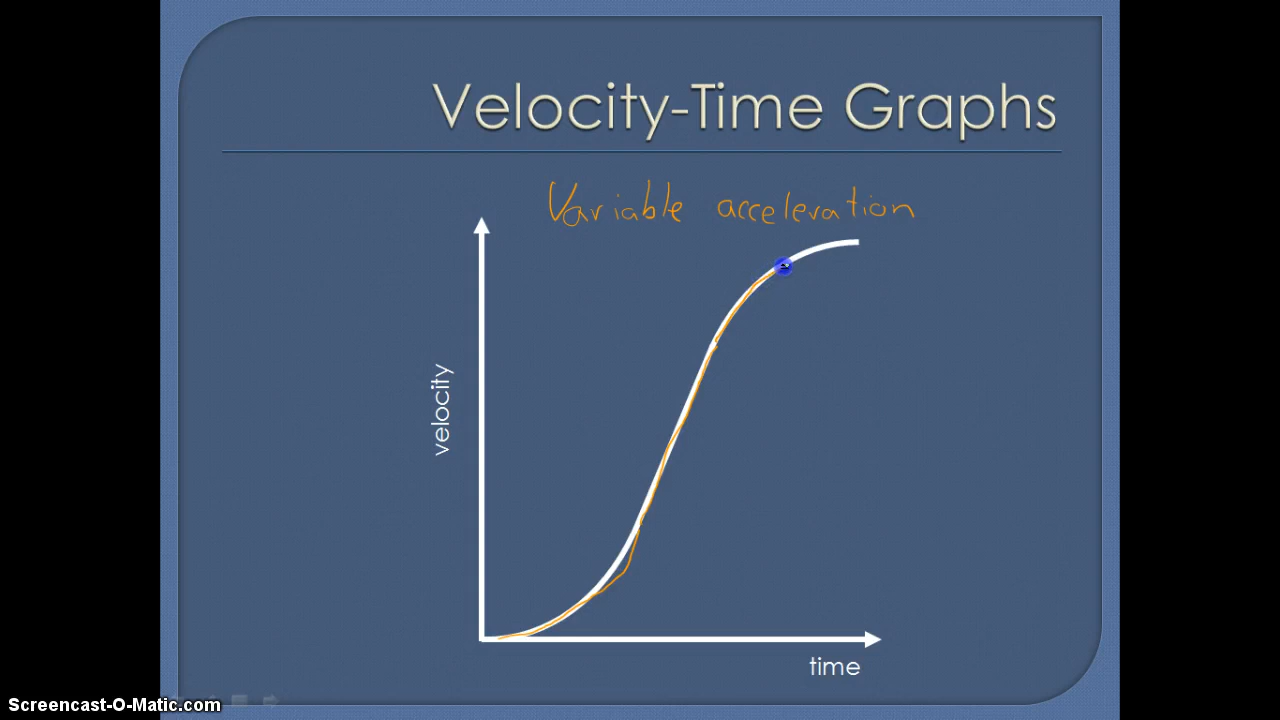 Velocity-Time Graphs
Variable acceleration
velocity
time
Screencast-O-Matic.com